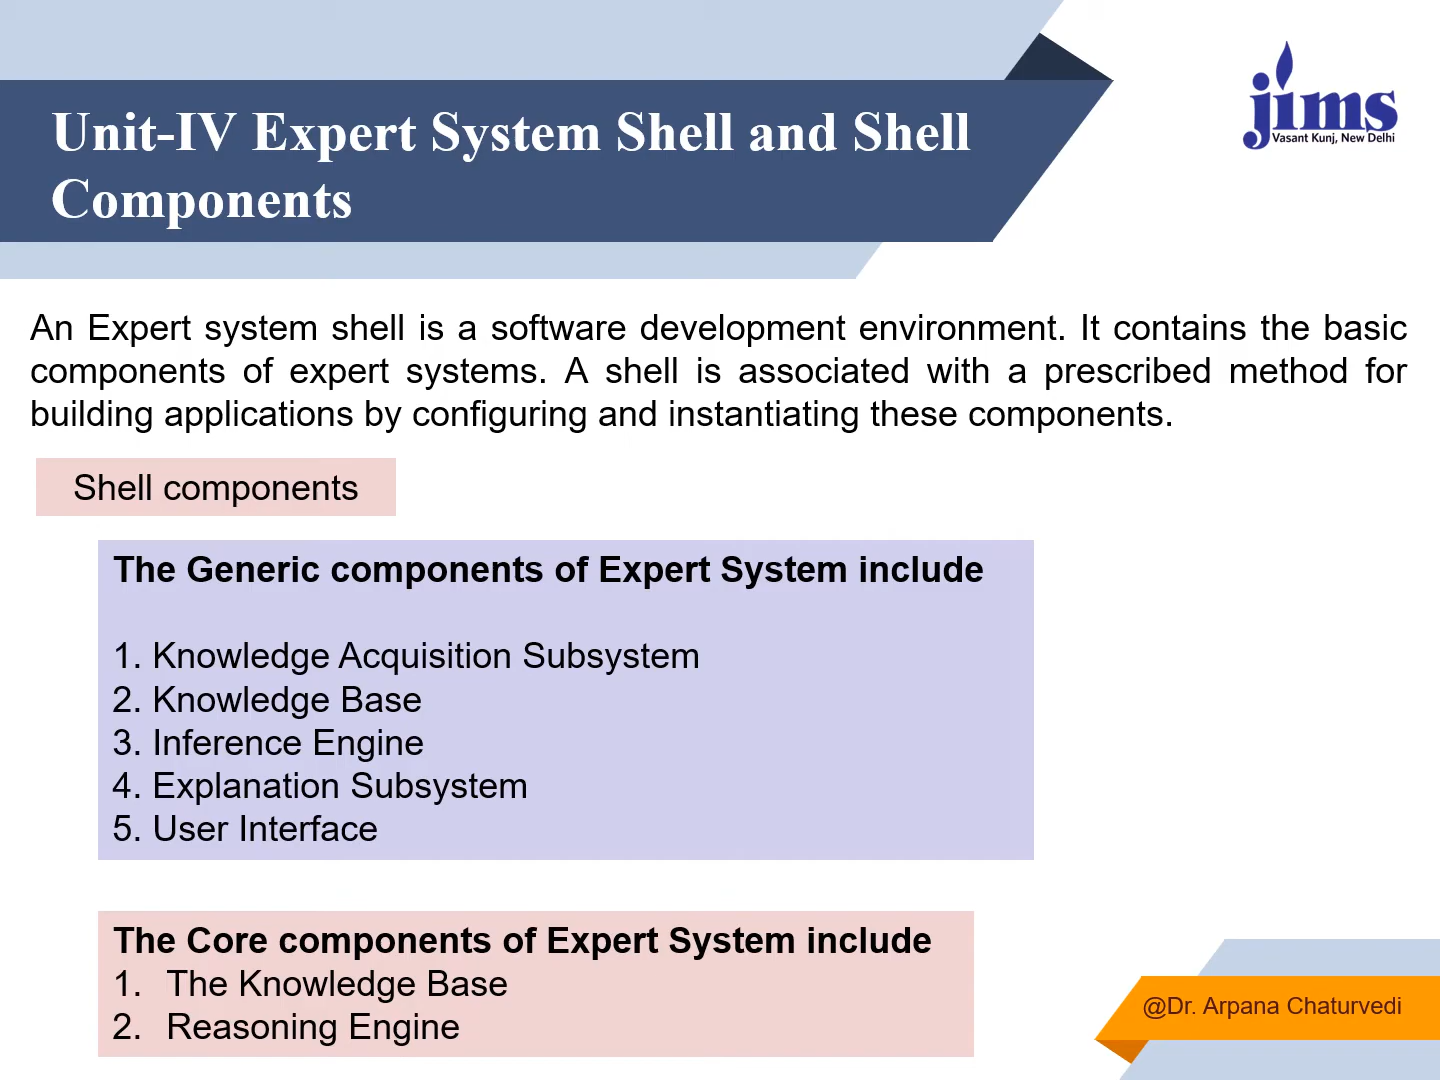 Unit-IV Expert System Shell and Shell
Components
jims
Vasant Kunj, New Delhi
An Expert system shell is a software development environment. It contains the basic
components of expert systems. A shell is associated with a prescribed method for
building applications by configuring and instantiating these components.
Shell components
The Generic components of Expert System include
1. Knowledge Acquisition Subsystem
2. Knowledge Base
3. Inference Engine
4. Explanation Subsystem
5. User Interface
The Core components of Expert System include
1. The Knowledge Base
2. Reasoning Engine
@Dr. Arpana Chaturvedi